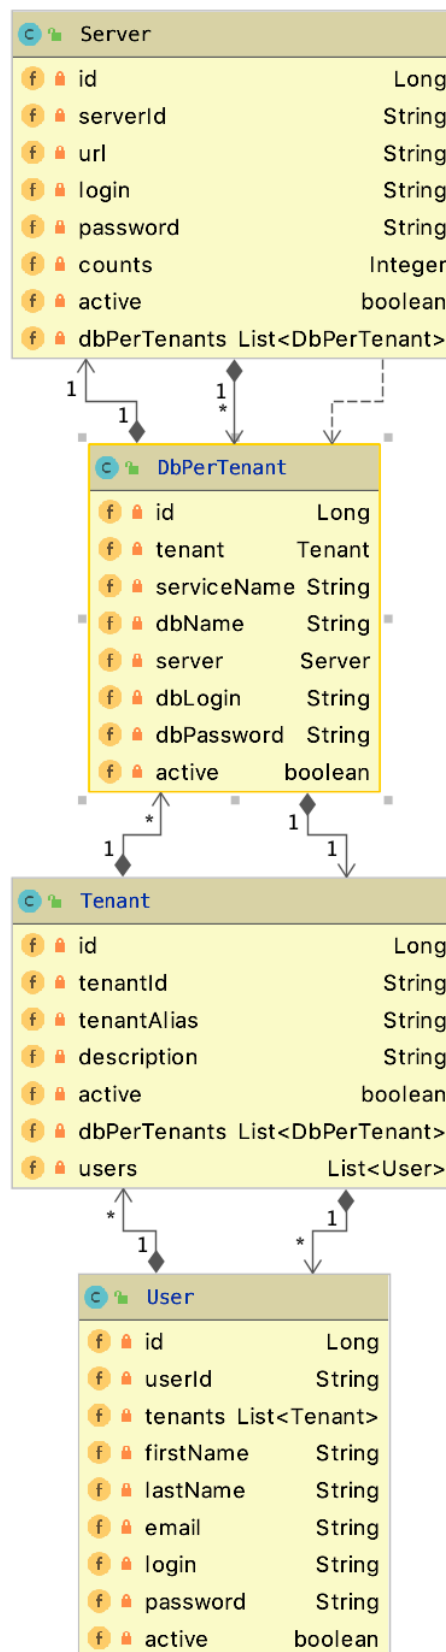 C Server
f id Long
f serverId String
f url String
f login String
f password String
f counts Integer
f active boolean
f dbPerTenants List<DbPerTenant>
1 1
1 *
C DbPerTenant
f id Long
f tenant Tenant
f serviceName String
f dbName String
f server Server
f dbLogin String
f dbPassword String
f active boolean
* 1
1 1
C Tenant
f id Long
f tenantId String
f tenantAlias String
f description String
f active boolean
f dbPerTenants List<DbPerTenant>
f users List<User>
* 1
1 *
C User
f id Long
f userId String
f tenants List<Tenant>
f firstName String
f lastName String
f email String
f login String
f password String
f active boolean